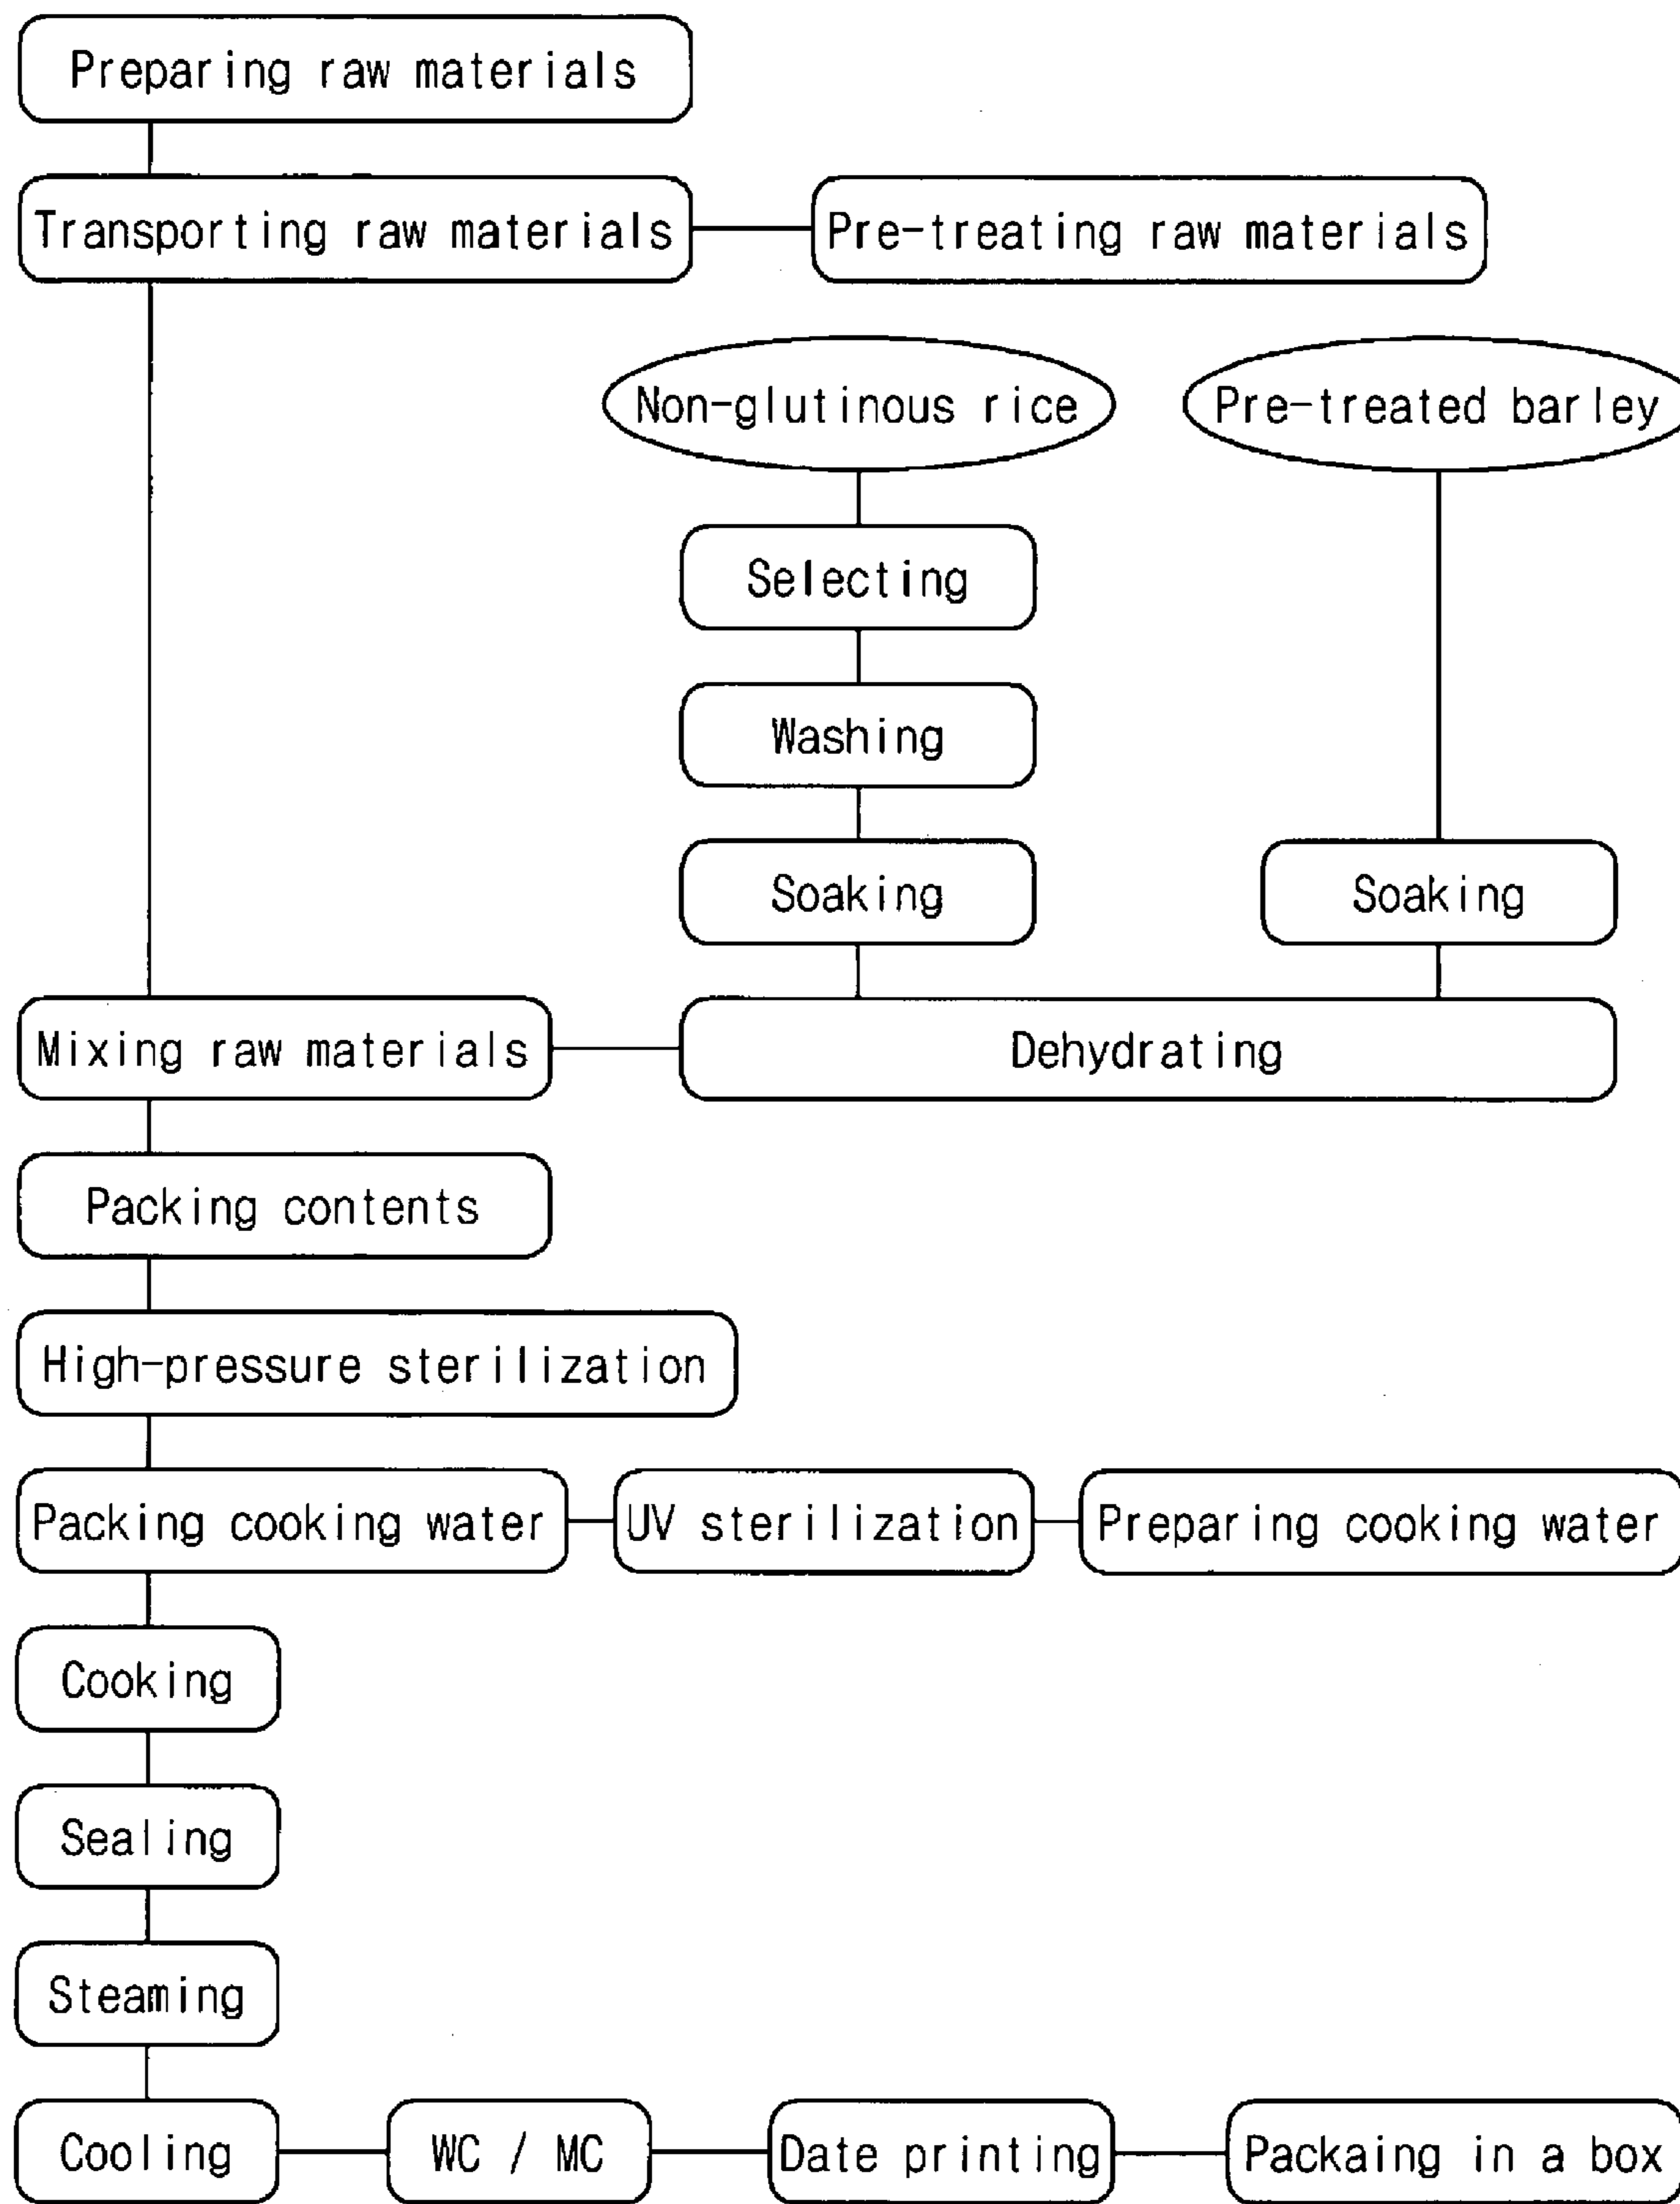 Preparing raw materials
Transporting raw materials
Pre-treating raw materials
Non-glutinous rice
Pre-treated barley
Selecting
Washing
Soaking
Soaking
Mixing raw materials
Dehydrating
Packing contents
High-pressure sterilization
Packing cooking water
UV sterilization
Preparing cooking water
Cooking
Sealing
Steaming
Cooling
WC / MC
Date printing
Packaing in a box